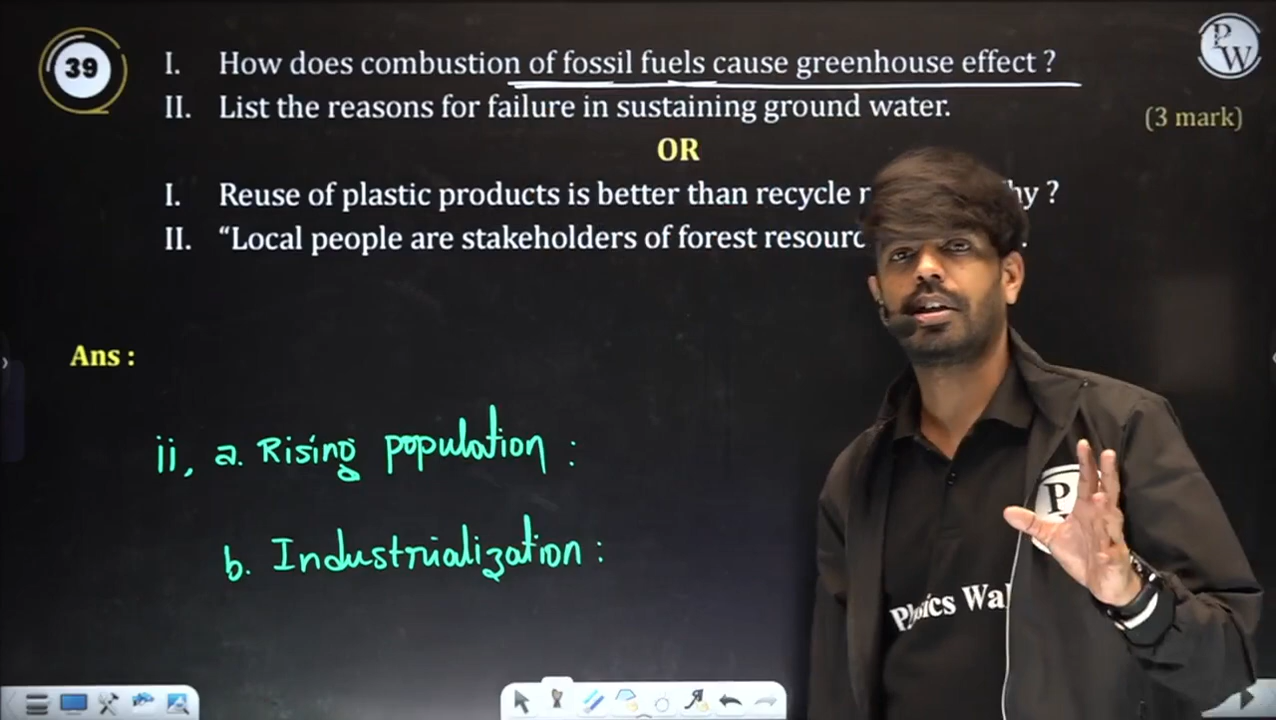 39
I. How does combustion of fossil fuels cause greenhouse effect ?
II. List the reasons for failure in sustaining ground water.
(3 mark)
OR
I. Reuse of plastic products is better than recycle ?
II. “Local people are stakeholders of forest .
Ans :
ii, a. Rising population :
b. Industrialization :
PW
P